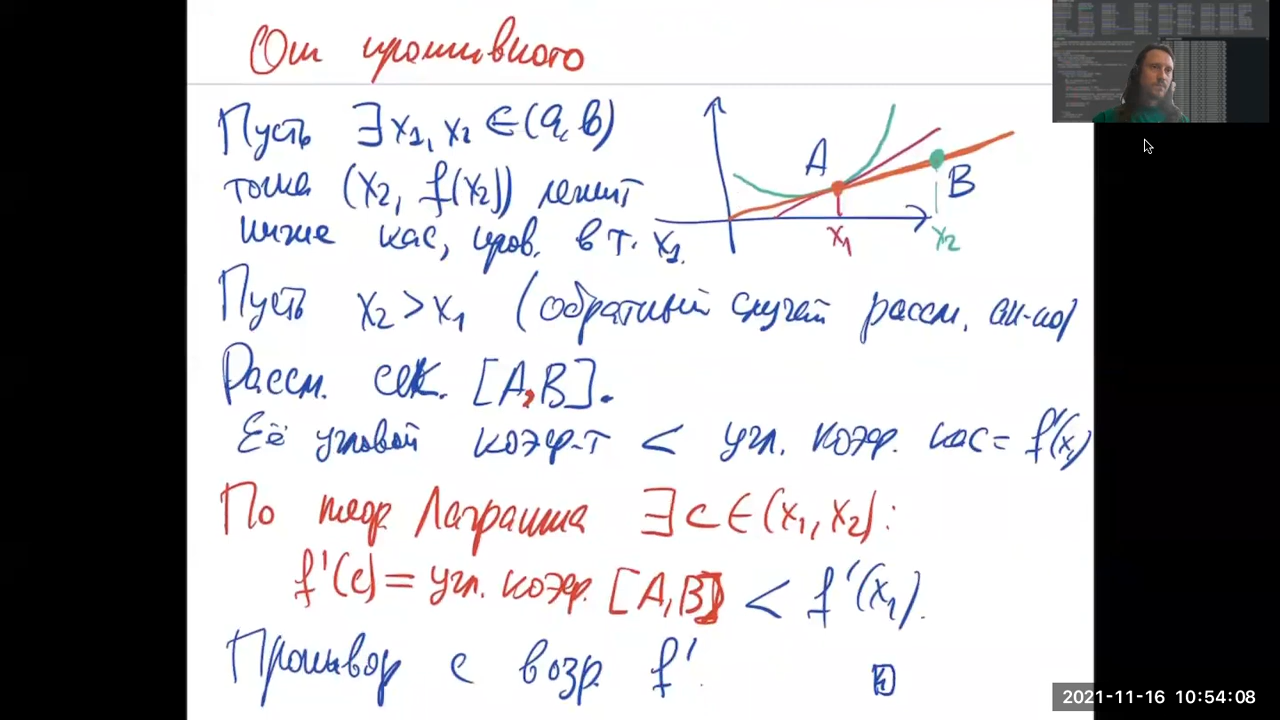 От противного
Пусть ∃ x₁, x₂ ∈ (a, b)
точка (x₂, f(x₂)) лежит
ниже кас, пров. в т. x₁.
A
B
x₁
x₂
Пусть x₂ > x₁ (обратный случай рассм. ан-но)
Рассм. сек. [A,B].
Её угловой коэф-т < угл. коэф. кас = f'(x₁)
По теор Лагранжа ∃ c ∈ (x₁, x₂):
f'(c) = угл. коэф. [A,B] < f'(x₁).
Противор с возр. f'.
2021-11-16 10:54:08